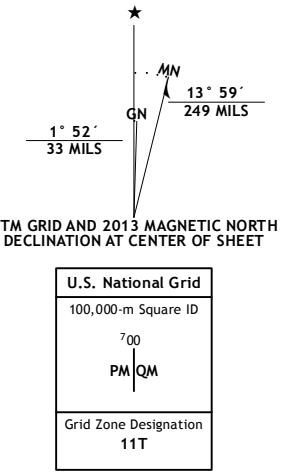 ★
MN
GN
13° 59´
249 MILS
1° 52´
33 MILS
TM GRID AND 2013 MAGNETIC NORTH
DECLINATION AT CENTER OF SHEET
U.S. National Grid
100,000-m Square ID
⁷00
PM QM
Grid Zone Designation
11T